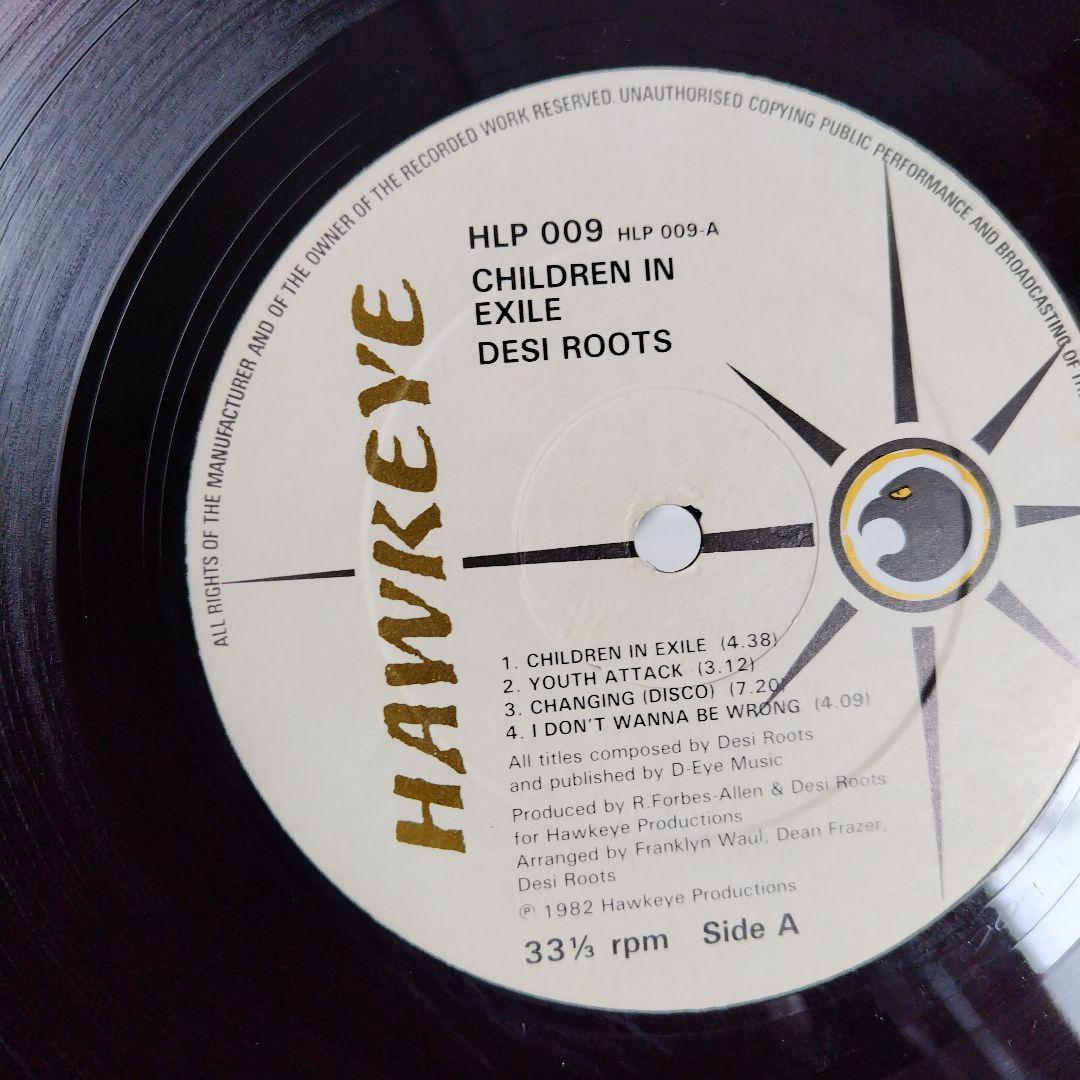 ALL RIGHTS OF THE MANUFACTURER AND OF THE OWNER OF THE RECORDED WORK RESERVED. UNAUTHORISED COPYING PUBLIC PERFORMANCE AND BROADCASTING OF
HAWKEYE
HLP 009 HLP 009-A
CHILDREN IN
EXILE
DESI ROOTS
1. CHILDREN IN EXILE (4.38)
2. YOUTH ATTACK (3.12)
3. CHANGING (DISCO) (7.20)
4. I DON'T WANNA BE WRONG (4.09)
All titles composed by Desi Roots
and published by D-Eye Music
Produced by R.Forbes-Allen & Desi Roots
for Hawkeye Productions
Arranged by Franklyn Waul, Dean Frazer,
Desi Roots
℗ 1982 Hawkeye Productions
33⅓ rpm Side A